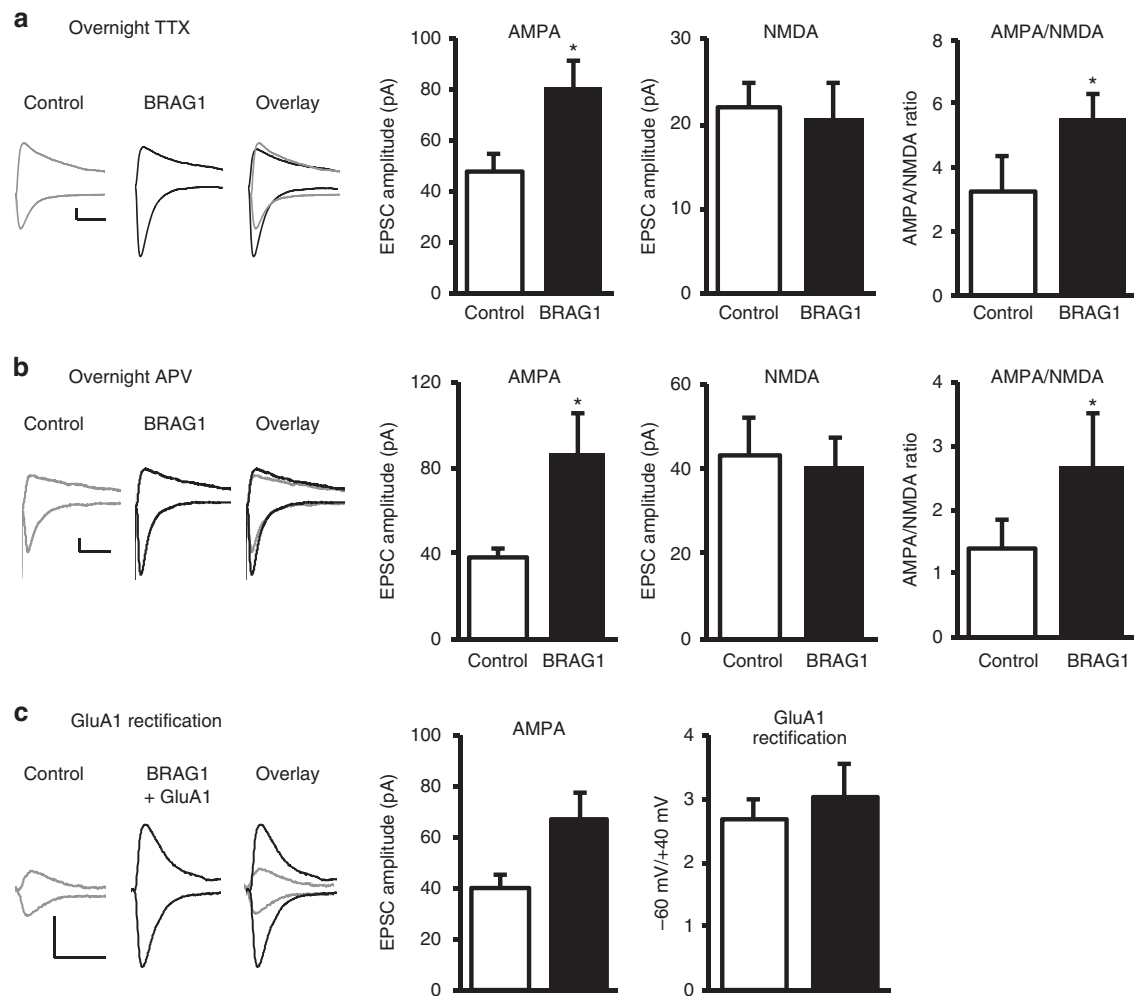 a
Overnight TTX
Control
BRAG1
Overlay
AMPA
EPSC amplitude (pA)
100
80
60
40
20
0
*
Control
BRAG1
NMDA
EPSC amplitude (pA)
30
20
10
0
Control
BRAG1
AMPA/NMDA
AMPA/NMDA ratio
8
6
4
2
0
*
Control
BRAG1
b
Overnight APV
Control
BRAG1
Overlay
AMPA
EPSC amplitude (pA)
120
80
40
0
*
Control
BRAG1
NMDA
EPSC amplitude (pA)
60
40
20
0
Control
BRAG1
AMPA/NMDA
AMPA/NMDA ratio
4
3
2
1
0
*
Control
BRAG1
c
GluA1 rectification
Control
BRAG1
+ GluA1
Overlay
AMPA
EPSC amplitude (pA)
100
80
60
40
20
0
GluA1
rectification
–60 mV/+40 mV
4
3
2
1
0